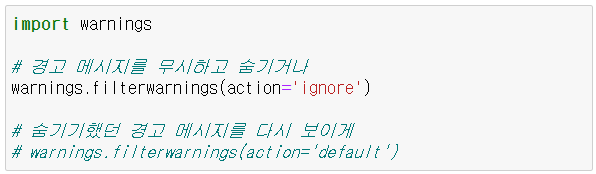 import warnings
# 경고 메시지를 무시하고 숨기거나
warnings.filterwarnings(action='ignore')
# 숨기기했던 경고 메시지를 다시 보이게
# warnings.filterwarnings(action='default')